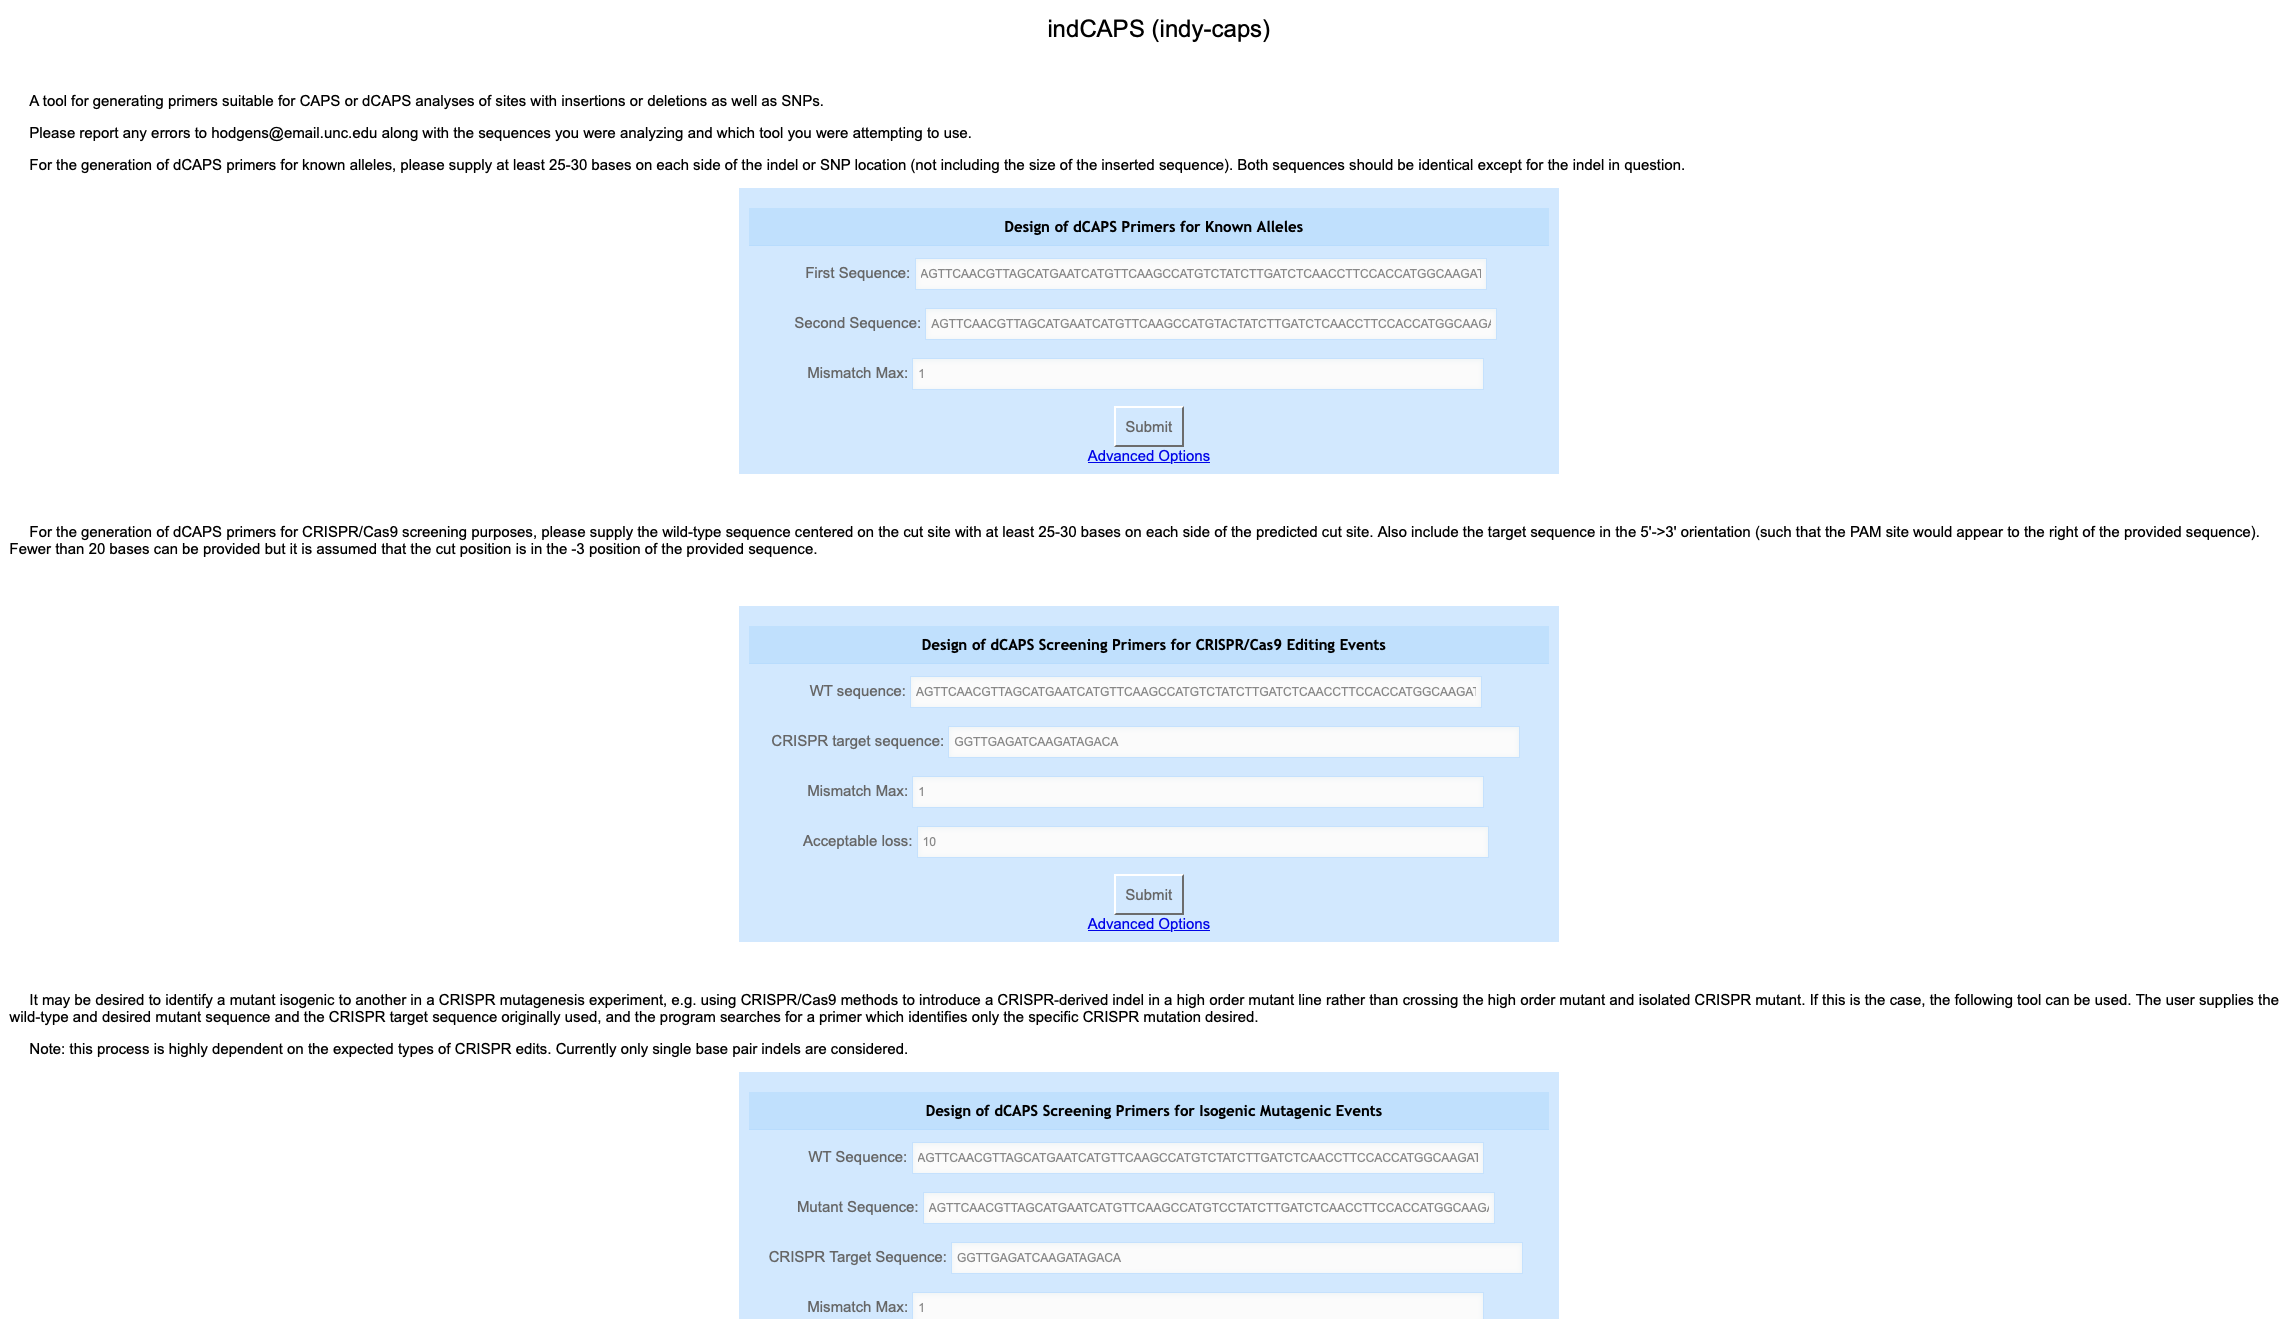 indCAPS (indy-caps)
A tool for generating primers suitable for CAPS or dCAPS analyses of sites with insertions or deletions as well as SNPs.
Please report any errors to hodgens@email.unc.edu along with the sequences you were analyzing and which tool you were attempting to use.
For the generation of dCAPS primers for known alleles, please supply at least 25-30 bases on each side of the indel or SNP location (not including the size of the inserted sequence). Both sequences should be identical except for the indel in question.
Design of dCAPS Primers for Known Alleles
First Sequence: AGTTCAACGTTAGCATGAATCATGTTCAAGCCATGTCTATCTTGATCTCAACCTTCCACCATGGCAAGAT
Second Sequence: AGTTCAACGTTAGCATGAATCATGTTCAAGCCATGTACTATCTTGATCTCAACCTTCCACCATGGCAAGA
Mismatch Max: 1
Submit
Advanced Options
For the generation of dCAPS primers for CRISPR/Cas9 screening purposes, please supply the wild-type sequence centered on the cut site with at least 25-30 bases on each side of the predicted cut site. Also include the target sequence in the 5'->3' orientation (such that the PAM site would appear to the right of the provided sequence).
Fewer than 20 bases can be provided but it is assumed that the cut position is in the -3 position of the provided sequence.
Design of dCAPS Screening Primers for CRISPR/Cas9 Editing Events
WT sequence: AGTTCAACGTTAGCATGAATCATGTTCAAGCCATGTCTATCTTGATCTCAACCTTCCACCATGGCAAGAT
CRISPR target sequence: GGTTGAGATCAAGATAGACA
Mismatch Max: 1
Acceptable loss: 10
Submit
Advanced Options
It may be desired to identify a mutant isogenic to another in a CRISPR mutagenesis experiment, e.g. using CRISPR/Cas9 methods to introduce a CRISPR-derived indel in a high order mutant line rather than crossing the high order mutant and isolated CRISPR mutant. If this is the case, the following tool can be used. The user supplies the
wild-type and desired mutant sequence and the CRISPR target sequence originally used, and the program searches for a primer which identifies only the specific CRISPR mutation desired.
Note: this process is highly dependent on the expected types of CRISPR edits. Currently only single base pair indels are considered.
Design of dCAPS Screening Primers for Isogenic Mutagenic Events
WT Sequence: AGTTCAACGTTAGCATGAATCATGTTCAAGCCATGTCTATCTTGATCTCAACCTTCCACCATGGCAAGAT
Mutant Sequence: AGTTCAACGTTAGCATGAATCATGTTCAAGCCATGTCCTATCTTGATCTCAACCTTCCACCATGGCAAGA
CRISPR Target Sequence: GGTTGAGATCAAGATAGACA
Mismatch Max: 1